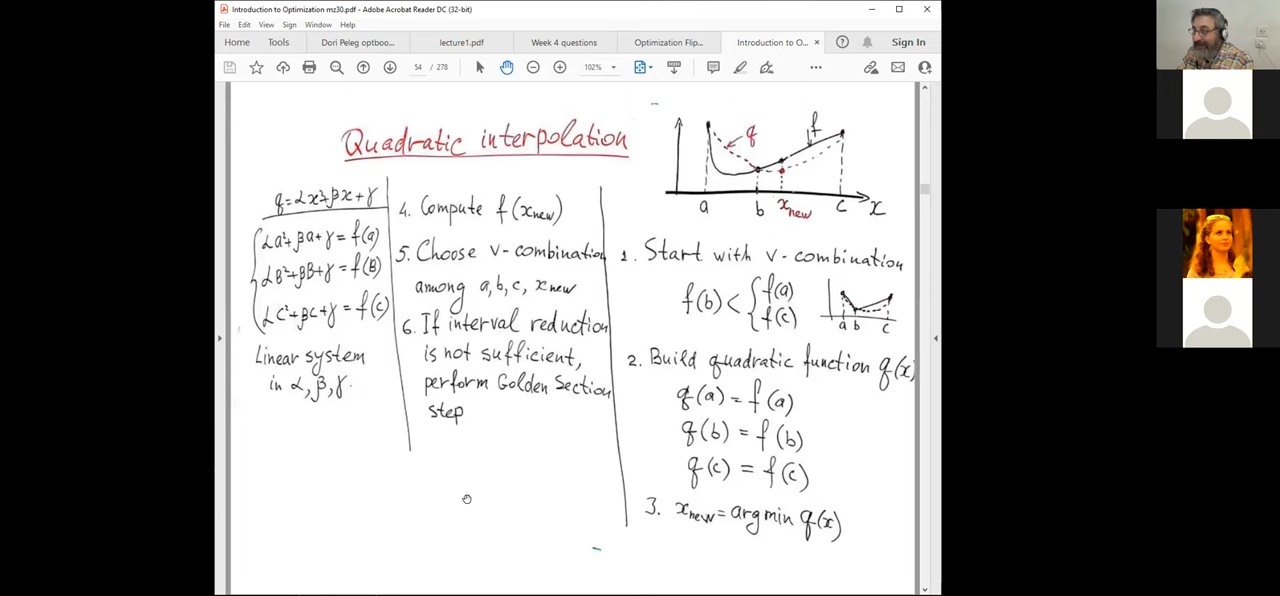 Introduction to Optimization mz30.pdf - Adobe Acrobat Reader DC (32-bit)
File Edit View Sign Window Help
Home Tools Dori Peleg optboo... lecture1.pdf Week 4 questions Optimization Flip... Introduction to O... × Sign In
54 / 278 102%
Quadratic interpolation
q
f
a b xnew c x
q = αx²+βx+γ
αa²+βa+γ = f(a)
αB²+βB+γ = f(B)
αC²+βC+γ = f(c)
Linear system
in α, β, γ.
4. Compute f(xnew)
5. Choose v-combination
among a, b, c, xnew
6. If interval reduction
is not sufficient,
perform Golden Section
step
1. Start with v-combination
f(b) < { f(a)
f(c)
a b c
2. Build quadratic function q(x)
q(a) = f(a)
q(b) = f(b)
q(c) = f(c)
3. xnew = argmin q(x)